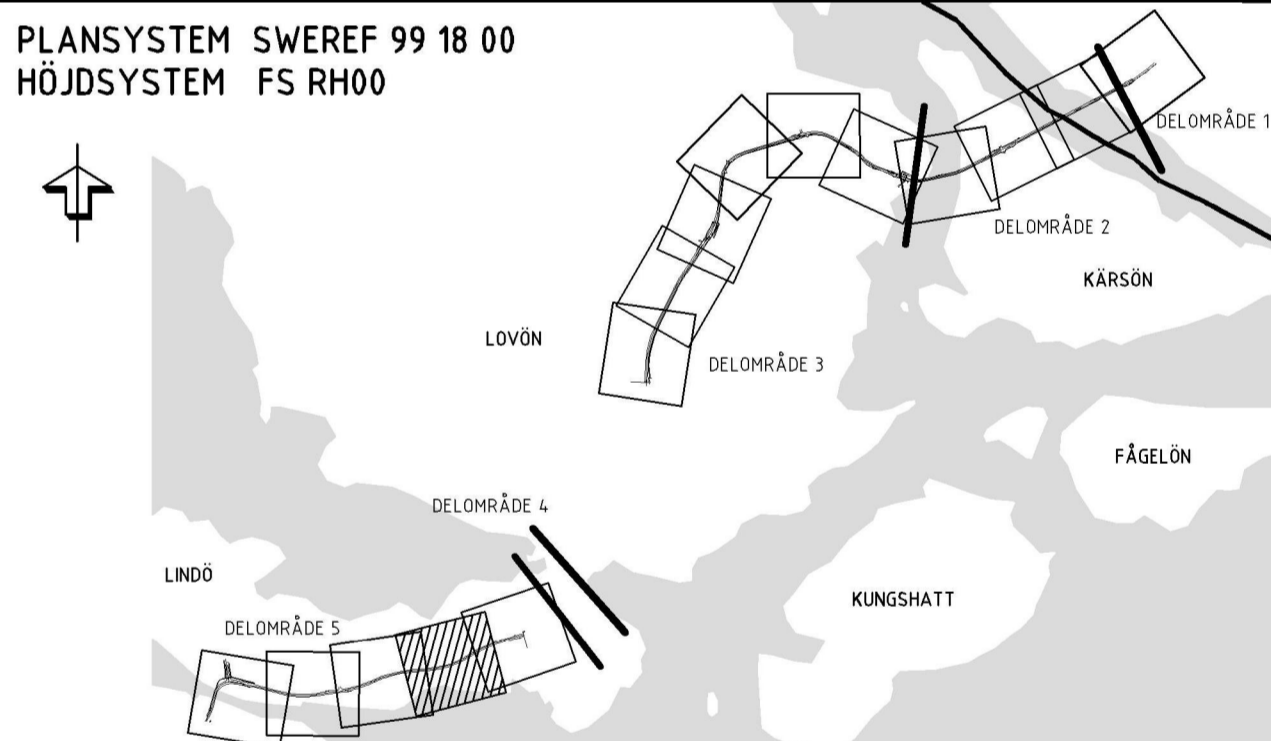 PLANSYSTEM SWEREF 99 18 00
HÖJDSYSTEM FS RH00
DELOMRÅDE 1
DELOMRÅDE 2
KÄRSÖN
LOVÖN
DELOMRÅDE 3
FÅGELÖN
DELOMRÅDE 4
LINDÖ
KUNGSHATT
DELOMRÅDE 5